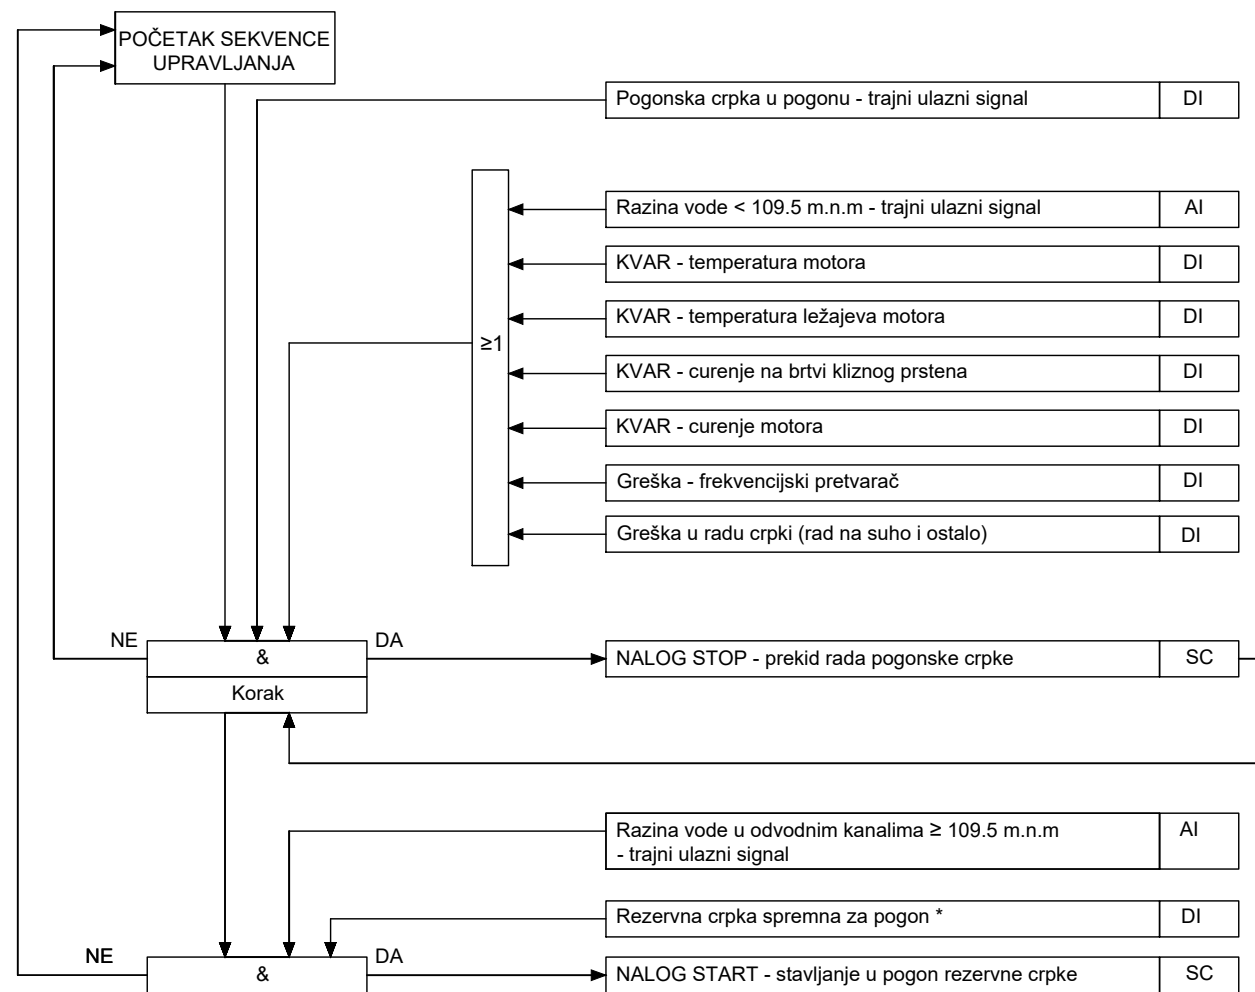 POČETAK SEKVENCE
UPRAVLJANJA
Pogonska crpka u pogonu - trajni ulazni signal DI
Razina vode < 109.5 m.n.m - trajni ulazni signal AI
KVAR - temperatura motora DI
KVAR - temperatura ležajeva motora DI
≥1
KVAR - curenje na brtvi kliznog prstena DI
KVAR - curenje motora DI
Greška - frekvencijski pretvarač DI
Greška u radu crpki (rad na suho i ostalo) DI
NE & DA NALOG STOP - prekid rada pogonske crpke SC
Korak
Razina vode u odvodnim kanalima ≥ 109.5 m.n.m AI
- trajni ulazni signal
Rezervna crpka spremna za pogon * DI
NE & DA NALOG START - stavljanje u pogon rezervne crpke SC